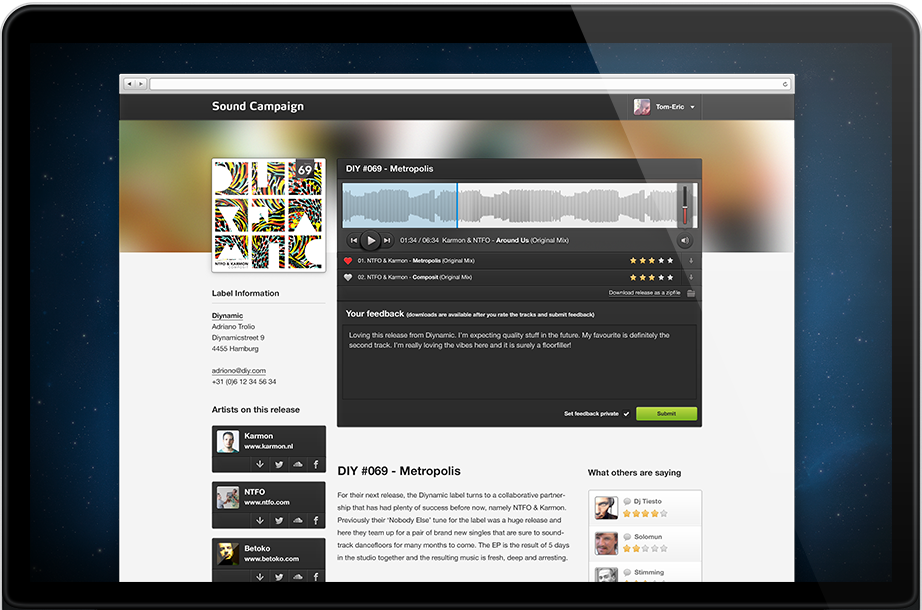 Sound Campaign
Tom-Eric
69
NTFO & KARMON
DIY #069 - Metropolis
01:34 / 06:34 Karmon & NTFO - Around Us (Original Mix)
01. NTFO & Karmon - Metropolis (Original Mix)
02. NTFO & Karmon - Composit (Original Mix)
Download release as a zipfile
Your feedback (downloads are available after you rate the tracks and submit feedback)
Loving this release from Diynamic. I'm expecting quality stuff in the future. My favourite is definitely the
second track. I'm really loving the vibes here and it is surely a floorfiller!
Set feedback private
Submit
Label Information
Diynamic
Adriano Trolio
Diynamicstreet 9
4455 Hamburg
adriono@diy.com
+31 (0)6 12 34 56 34
Artists on this release
Karmon
www.karmon.nl
NTFO
www.ntfo.com
Betoko
www.betoko.com
DIY #069 - Metropolis
For their next release, the Diynamic label turns to a collaborative partner-
ship that has had plenty of success before now, namely NTFO & Karmon.
Previously their 'Nobody Else' tune for the label was a huge release and
here they team up for a pair of brand new singles that are sure to sound-
track dancefloors for many months to come. The EP is the result of 5 days
in the studio together and the resulting music is fresh, deep and arresting.
What others are saying
Dj Tiesto
Solomun
Stimming